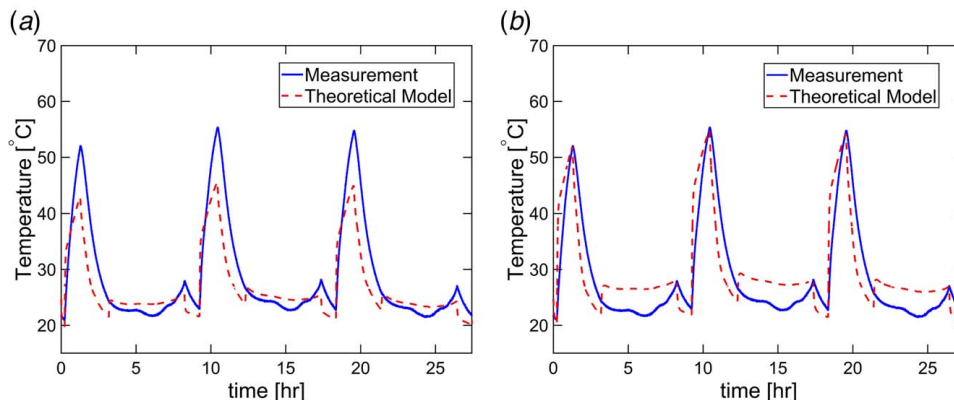 (a)
70
60
50
40
30
20
Temperature [°C]
Measurement
Theoretical Model
0 5 10 15 20 25
time [hr]
(b)
70
60
50
40
30
20
Temperature [°C]
Measurement
Theoretical Model
0 5 10 15 20 25
time [hr]